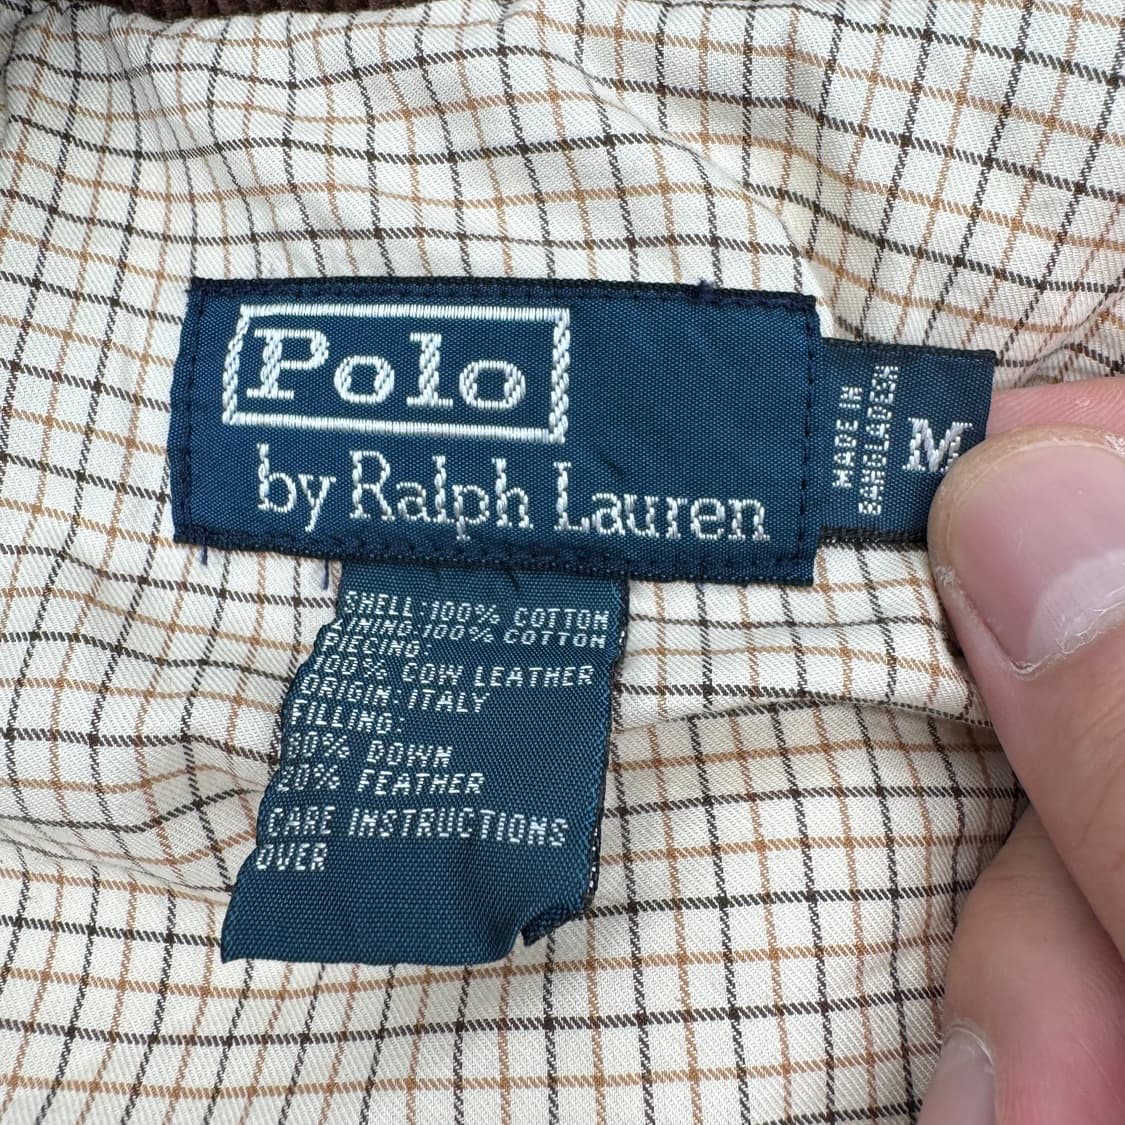 Polo
by Ralph Lauren
MADE IN
BANGLADESH
M
SHELL:100% COTTON
LINING:100% COTTON
PIECING:
100% COW LEATHER
ORIGIN: ITALY
FILLING:
80% DOWN
20% FEATHER
CARE INSTRUCTIONS
OVER